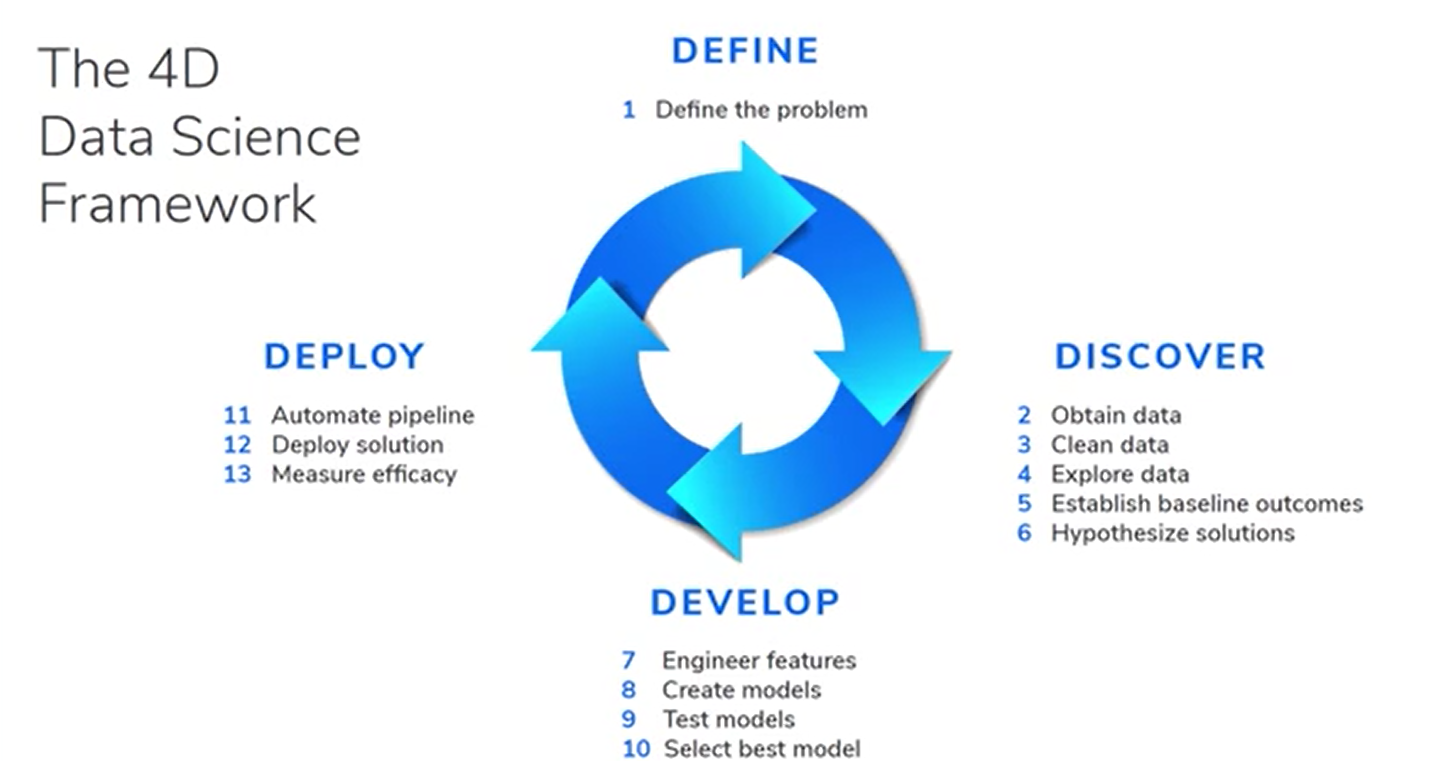 The 4D
Data Science
Framework
DEFINE
1 Define the problem
DISCOVER
2 Obtain data
3 Clean data
4 Explore data
5 Establish baseline outcomes
6 Hypothesize solutions
DEVELOP
7 Engineer features
8 Create models
9 Test models
10 Select best model
DEPLOY
11 Automate pipeline
12 Deploy solution
13 Measure efficacy